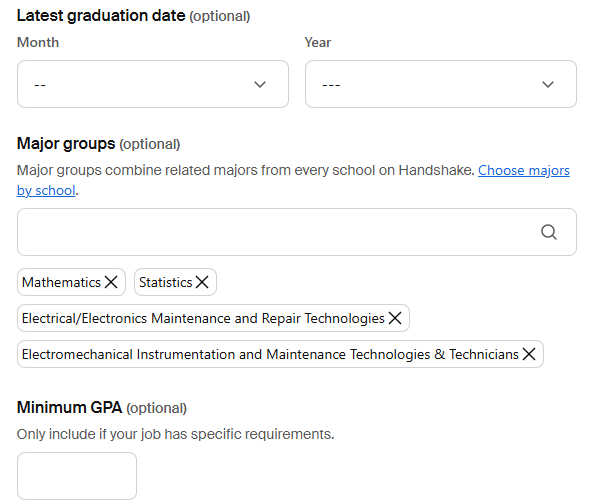 Latest graduation date (optional)
Month Year
-- ---
Major groups (optional)
Major groups combine related majors from every school on Handshake. Choose majors
by school.
Mathematics Statistics
Electrical/Electronics Maintenance and Repair Technologies
Electromechanical Instrumentation and Maintenance Technologies & Technicians
Minimum GPA (optional)
Only include if your job has specific requirements.